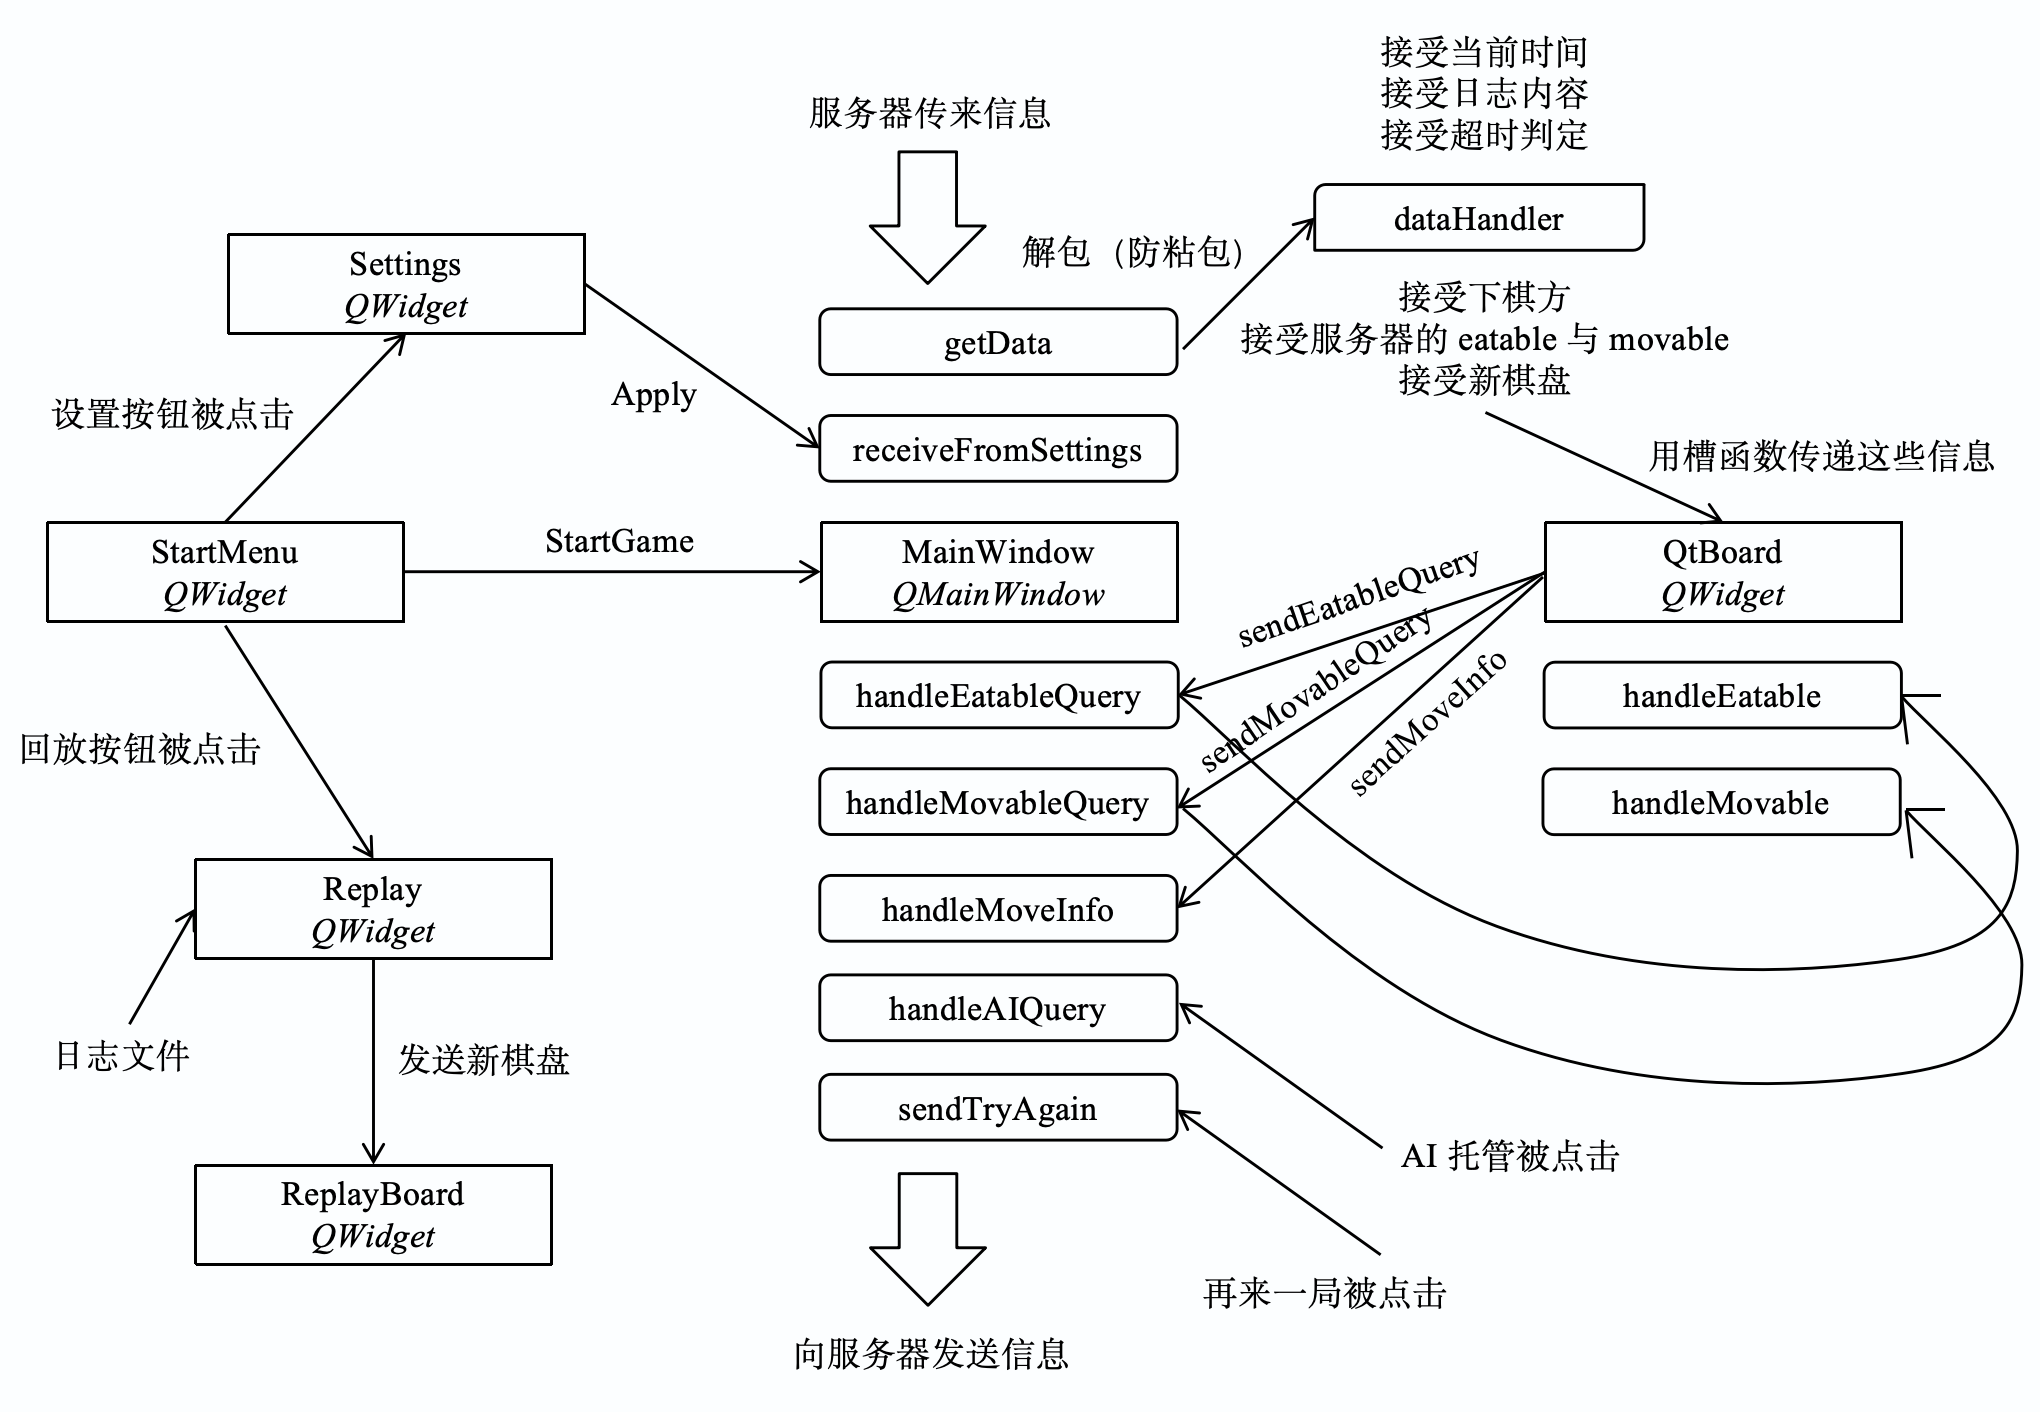 接受当前时间
接受日志内容
接受超时判定
服务器传来信息
dataHandler
解包（防粘包）
Settings
QWidget
接受下棋方
接受服务器的 eatable 与 movable
接受新棋盘
getData
Apply
设置按钮被点击
receiveFromSettings
用槽函数传递这些信息
StartMenu
QWidget
StartGame
MainWindow
QMainWindow
QtBoard
QWidget
sendEatableQuery
sendMovableQuery
sendMoveInfo
handleEatableQuery
handleEatable
回放按钮被点击
handleMovableQuery
handleMovable
Replay
QWidget
handleMoveInfo
handleAIQuery
日志文件
发送新棋盘
sendTryAgain
AI 托管被点击
ReplayBoard
QWidget
再来一局被点击
向服务器发送信息